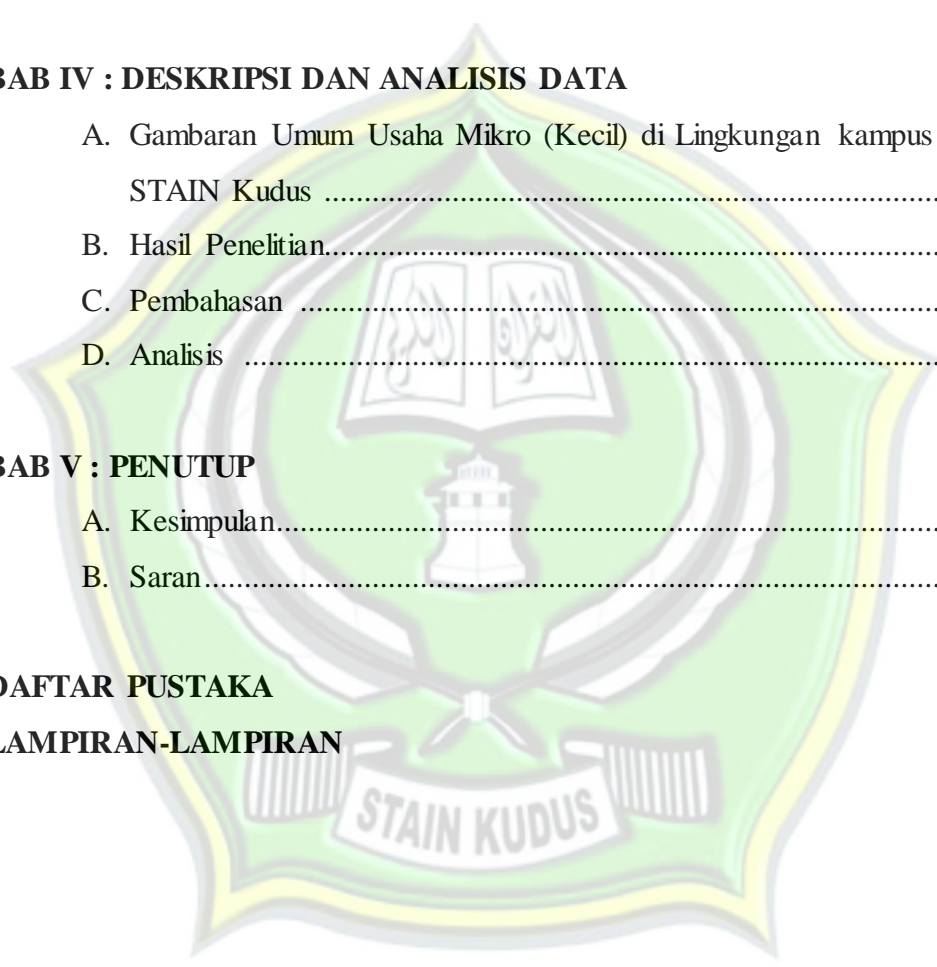 BAB IV : DESKRIPSI DAN ANALISIS DATA
A. Gambaran Umum Usaha Mikro (Kecil) di Lingkungan kampus
STAIN Kudus ................................................................................
B. Hasil Penelitian................................................................................
C. Pembahasan ................................................................................
D. Analisis ................................................................................
BAB V : PENUTUP
A. Kesimpulan................................................................................
B. Saran................................................................................
DAFTAR PUSTAKA
LAMPIRAN-LAMPIRAN
STAIN KUDUS